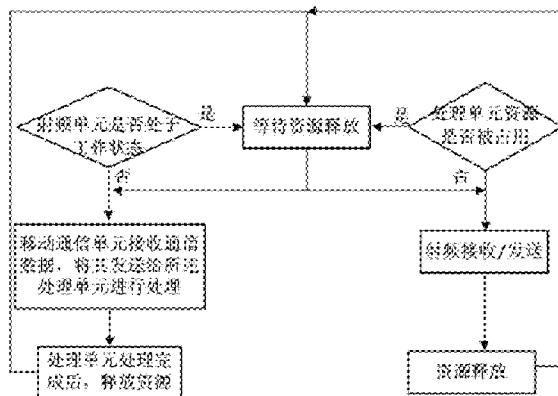 射频单元是否处于
工作状态
是
等待资源释放
是
处理单元资源
是否被占用
否
否
移动通信单元接收通信
数据，将其发送给所述
处理单元进行处理
射频接收/发送
处理单元处理完
成后，释放资源
资源释放